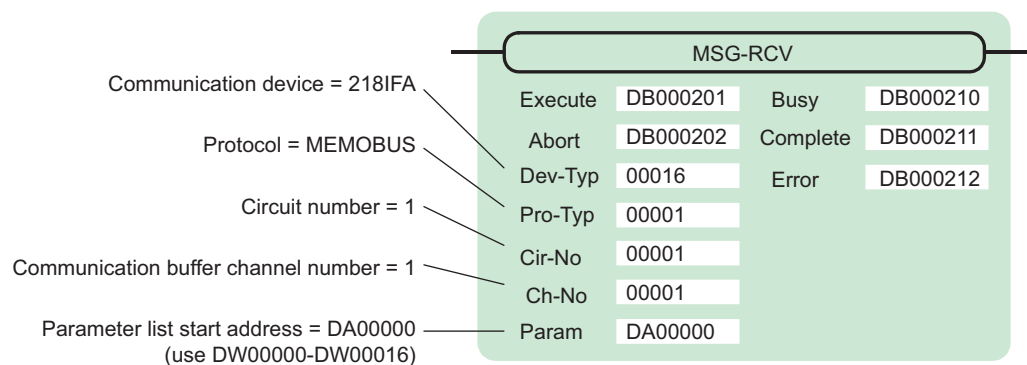 MSG-RCV
Communication device = 218IFA
Protocol = MEMOBUS
Circuit number = 1
Communication buffer channel number = 1
Parameter list start address = DA00000
(use DW00000-DW00016)
Execute DB000201 Busy DB000210
Abort DB000202 Complete DB000211
Dev-Typ 00016 Error DB000212
Pro-Typ 00001
Cir-No 00001
Ch-No 00001
Param DA00000